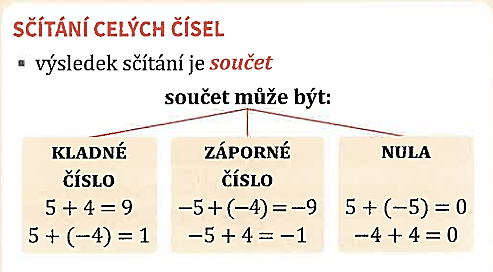 SČÍTÁNÍ CELÝCH ČÍSEL
▪ výsledek sčítání je součet
součet může být:
KLADNÉ
ČÍSLO
5 + 4 = 9
5 + (−4) = 1
ZÁPORNÉ
ČÍSLO
−5 + (−4) = −9
−5 + 4 = −1
NULA
5 + (−5) = 0
−4 + 4 = 0